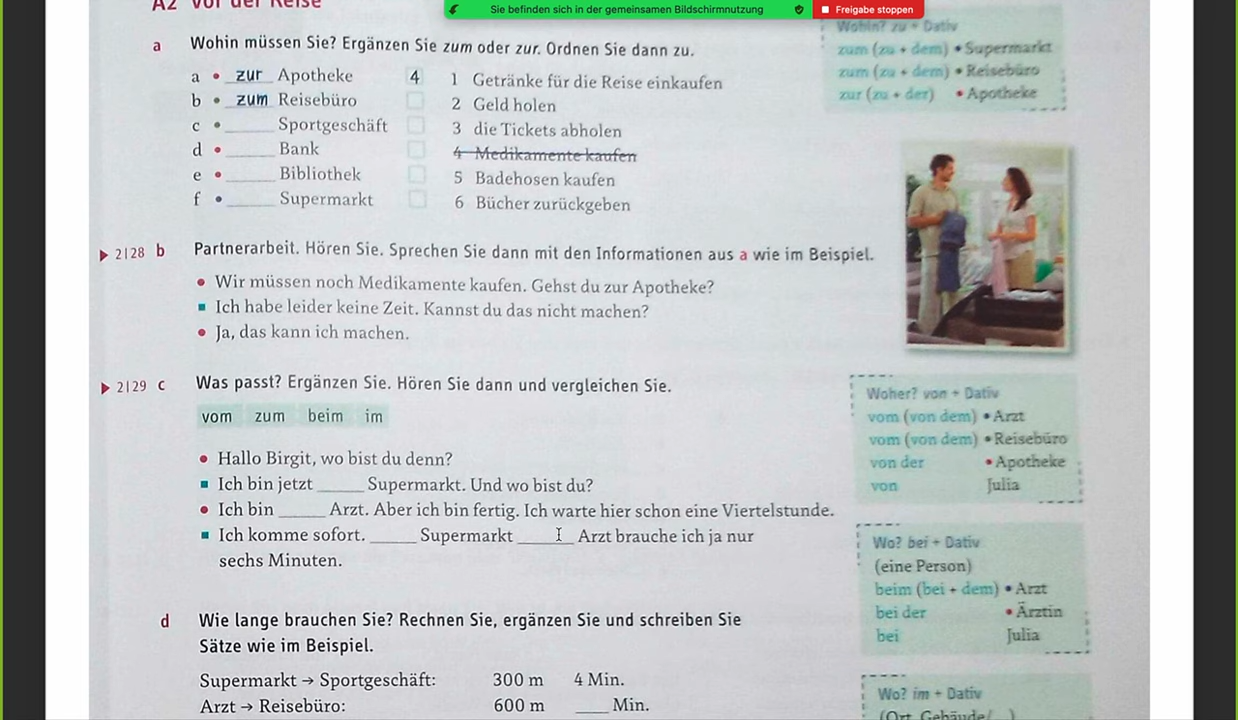 Sie befinden sich in der gemeinsamen Bildschirmnutzung
Freigabe stoppen
A2 Vor der Reise
a Wohin müssen Sie? Ergänzen Sie zum oder zur. Ordnen Sie dann zu.
a • zur Apotheke 4 1 Getränke für die Reise einkaufen
b • zum Reisebüro 2 Geld holen
c • _____ Sportgeschäft 3 die Tickets abholen
d • _____ Bank 4 Medikamente kaufen
e • _____ Bibliothek 5 Badehosen kaufen
f • _____ Supermarkt 6 Bücher zurückgeben
Wohin? zu + Dativ
zum (zu + dem) • Supermarkt
zum (zu + dem) • Reisebüro
zur (zu + der) • Apotheke
2|28 b Partnerarbeit. Hören Sie. Sprechen Sie dann mit den Informationen aus a wie im Beispiel.
• Wir müssen noch Medikamente kaufen. Gehst du zur Apotheke?
▪ Ich habe leider keine Zeit. Kannst du das nicht machen?
• Ja, das kann ich machen.
2|29 c Was passt? Ergänzen Sie. Hören Sie dann und vergleichen Sie.
vom zum beim im
• Hallo Birgit, wo bist du denn?
▪ Ich bin jetzt _____ Supermarkt. Und wo bist du?
• Ich bin _____ Arzt. Aber ich bin fertig. Ich warte hier schon eine Viertelstunde.
▪ Ich komme sofort. _____ Supermarkt _____ Arzt brauche ich ja nur
sechs Minuten.
Woher? von + Dativ
vom (von dem) • Arzt
vom (von dem) • Reisebüro
von der • Apotheke
von Julia
Wo? bei + Dativ
(eine Person)
beim (bei + dem) • Arzt
bei der • Ärztin
bei Julia
d Wie lange brauchen Sie? Rechnen Sie, ergänzen Sie und schreiben Sie
Sätze wie im Beispiel.
Supermarkt → Sportgeschäft: 300 m 4 Min.
Arzt → Reisebüro: 600 m ___ Min.
Wo? im + Dativ
(Ort, Gebäude/